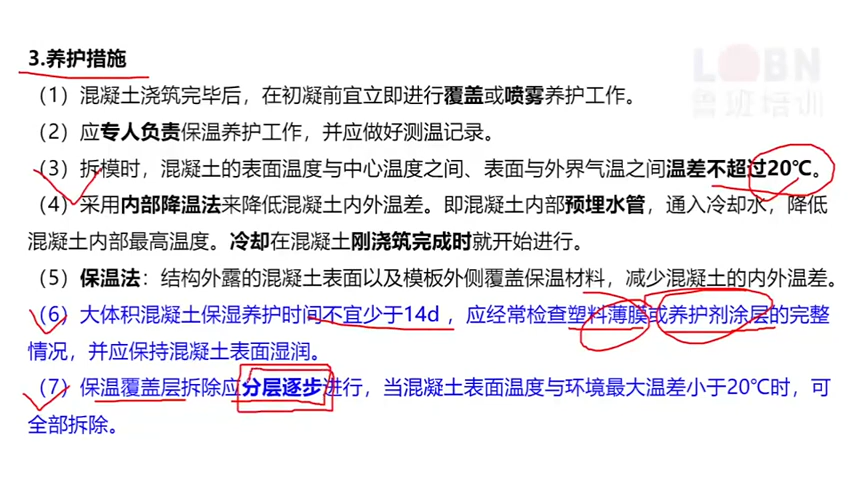 LOBN
鲁班培训
3.养护措施
（1）混凝土浇筑完毕后，在初凝前宜立即进行覆盖或喷雾养护工作。
（2）应专人负责保温养护工作，并应做好测温记录。
（3）拆模时，混凝土的表面温度与中心温度之间、表面与外界气温之间温差不超过20℃。
（4）采用内部降温法来降低混凝土内外温差。即混凝土内部预埋水管，通入冷却水，降低
混凝土内部最高温度。冷却在混凝土刚浇筑完成时就开始进行。
（5）保温法：结构外露的混凝土表面以及模板外侧覆盖保温材料，减少混凝土的内外温差。
（6）大体积混凝土保湿养护时间不宜少于14d ，应经常检查塑料薄膜或养护剂涂层的完整
情况，并应保持混凝土表面湿润。
（7）保温覆盖层拆除应分层逐步进行，当混凝土表面温度与环境最大温差小于20℃时，可
全部拆除。